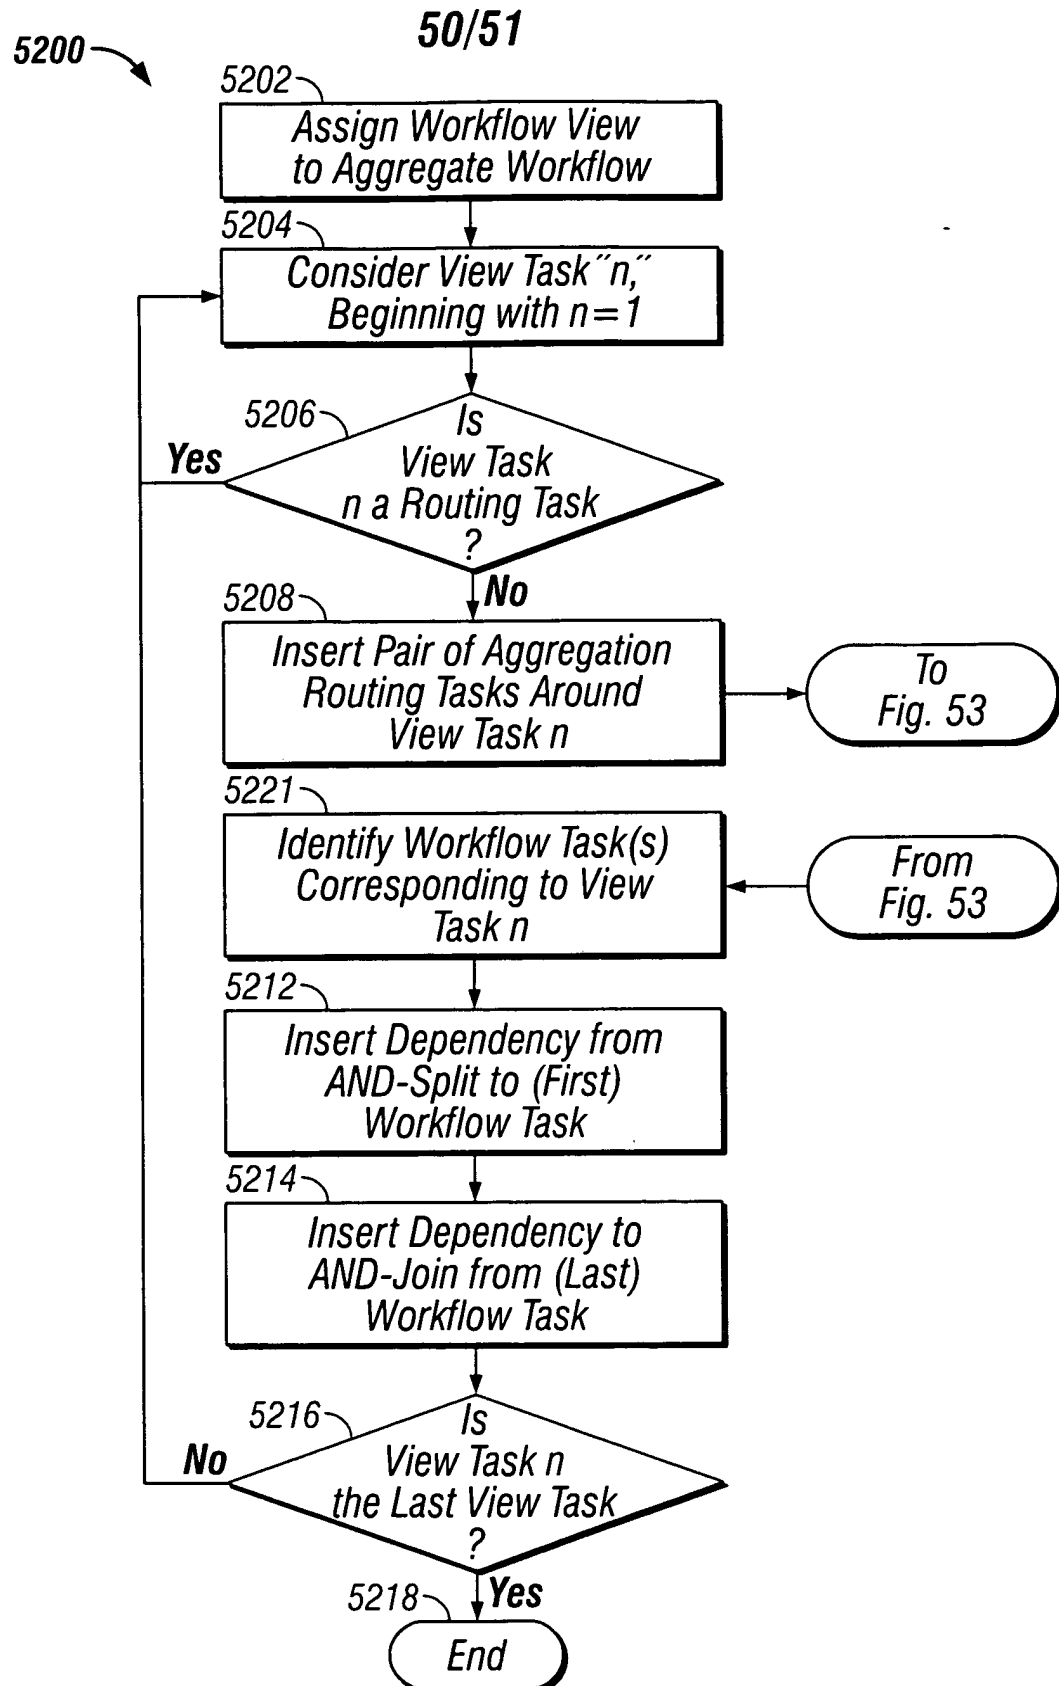 50/51
5200
5202
Assign Workflow View
to Aggregate Workflow
5204
Consider View Task "n,"
Beginning with n=1
5206
Is
View Task
n a Routing Task
?
Yes
No
5208
Insert Pair of Aggregation
Routing Tasks Around
View Task n
To
Fig. 53
5221
Identify Workflow Task(s)
Corresponding to View
Task n
From
Fig. 53
5212
Insert Dependency from
AND-Split to (First)
Workflow Task
5214
Insert Dependency to
AND-Join from (Last)
Workflow Task
5216
Is
View Task n
the Last View Task
?
No
Yes
5218
End